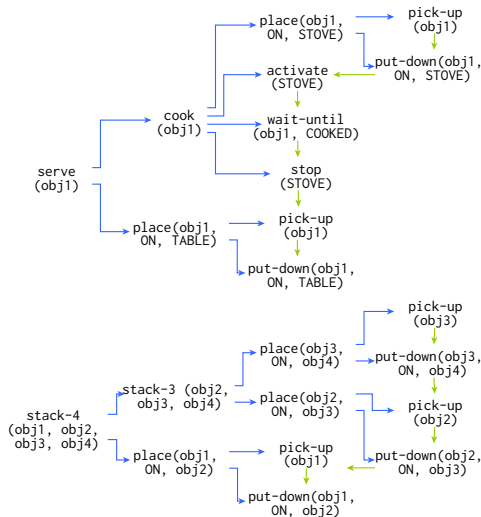 place(obj1,
ON, STOVE)
pick-up
(obj1)
put-down(obj1,
ON, STOVE)
activate
(STOVE)
cook
(obj1)
wait-until
(obj1, COOKED)
serve
(obj1)
stop
(STOVE)
place(obj1,
ON, TABLE)
pick-up
(obj1)
put-down(obj1,
ON, TABLE)
pick-up
(obj3)
place(obj3,
ON, obj4)
put-down(obj3,
ON, obj4)
stack-3 (obj2,
obj3, obj4)
place(obj2,
ON, obj3)
pick-up
(obj2)
stack-4
(obj1, obj2,
obj3, obj4)
place(obj1,
ON, obj2)
pick-up
(obj1)
put-down(obj2,
ON, obj3)
put-down(obj1,
ON, obj2)